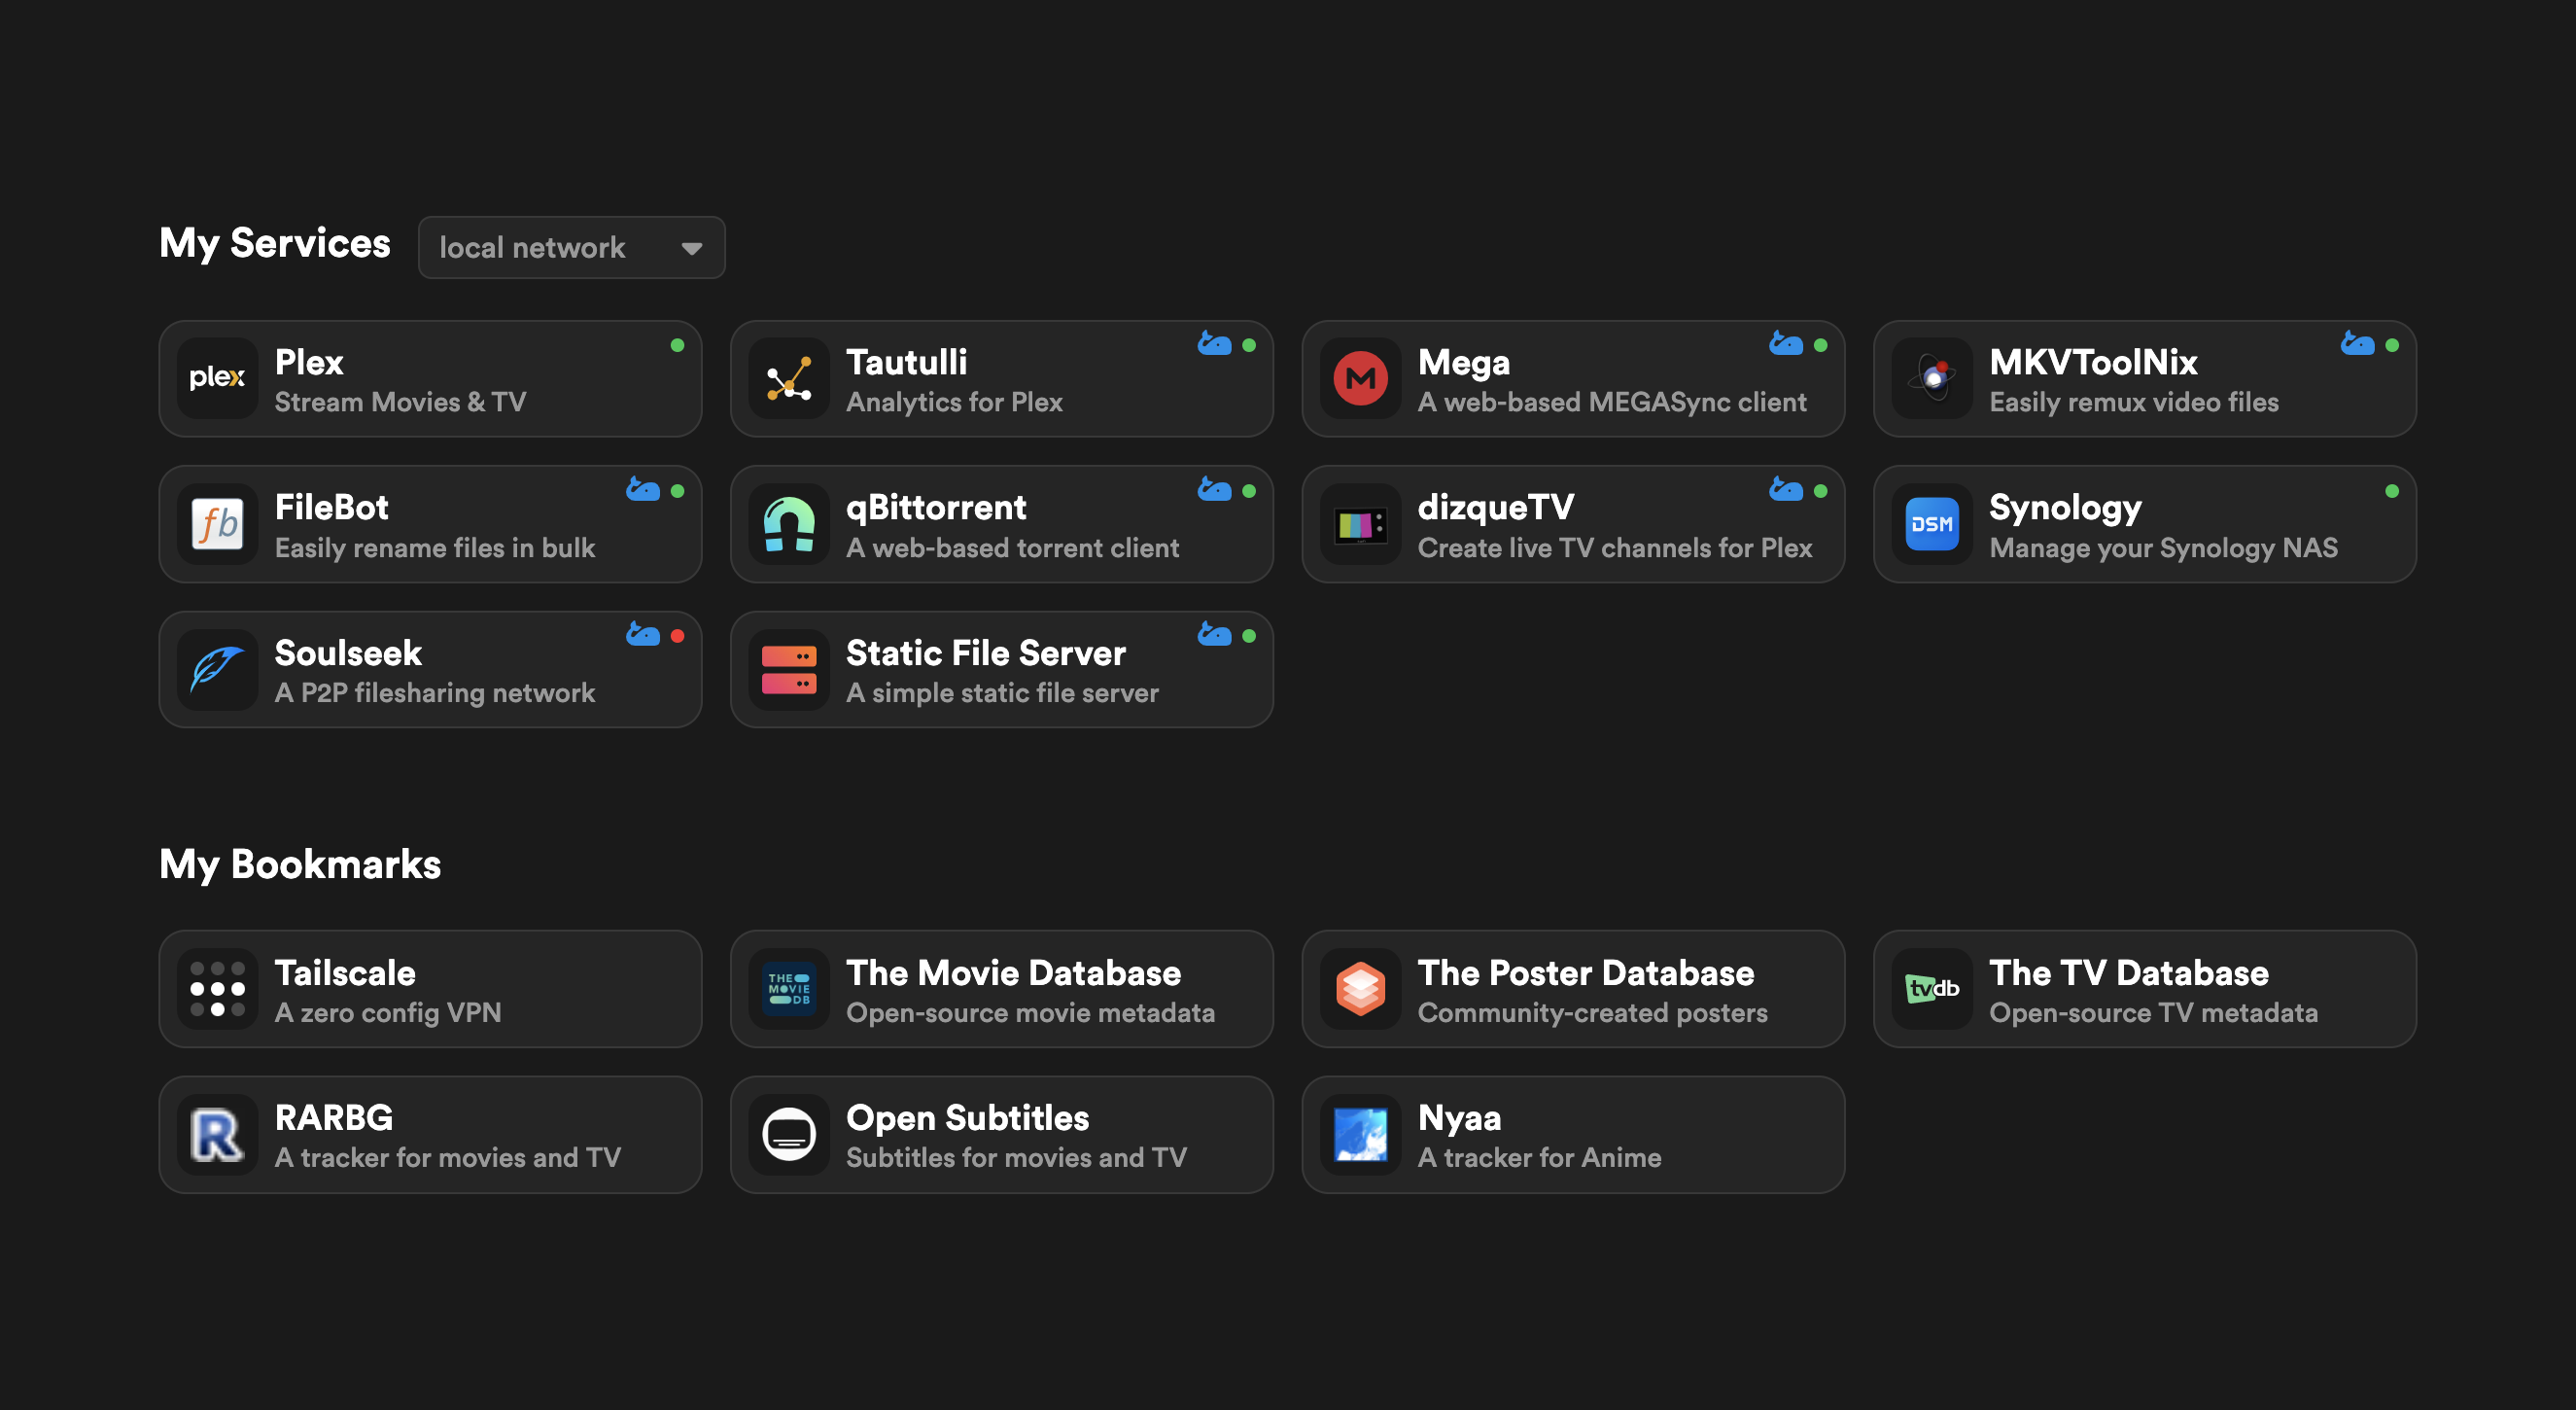 My Services
local network
plex
Plex
Stream Movies & TV
Tautulli
Analytics for Plex
M
Mega
A web-based MEGASync client
MKVToolNix
Easily remux video files
fb
FileBot
Easily rename files in bulk
qBittorrent
A web-based torrent client
dizqueTV
Create live TV channels for Plex
DSM
Synology
Manage your Synology NAS
Soulseek
A P2P filesharing network
Static File Server
A simple static file server
My Bookmarks
Tailscale
A zero config VPN
THE
MOVIE
DB
The Movie Database
Open-source movie metadata
The Poster Database
Community-created posters
tvdb
The TV Database
Open-source TV metadata
R
RARBG
A tracker for movies and TV
Open Subtitles
Subtitles for movies and TV
Nyaa
A tracker for Anime